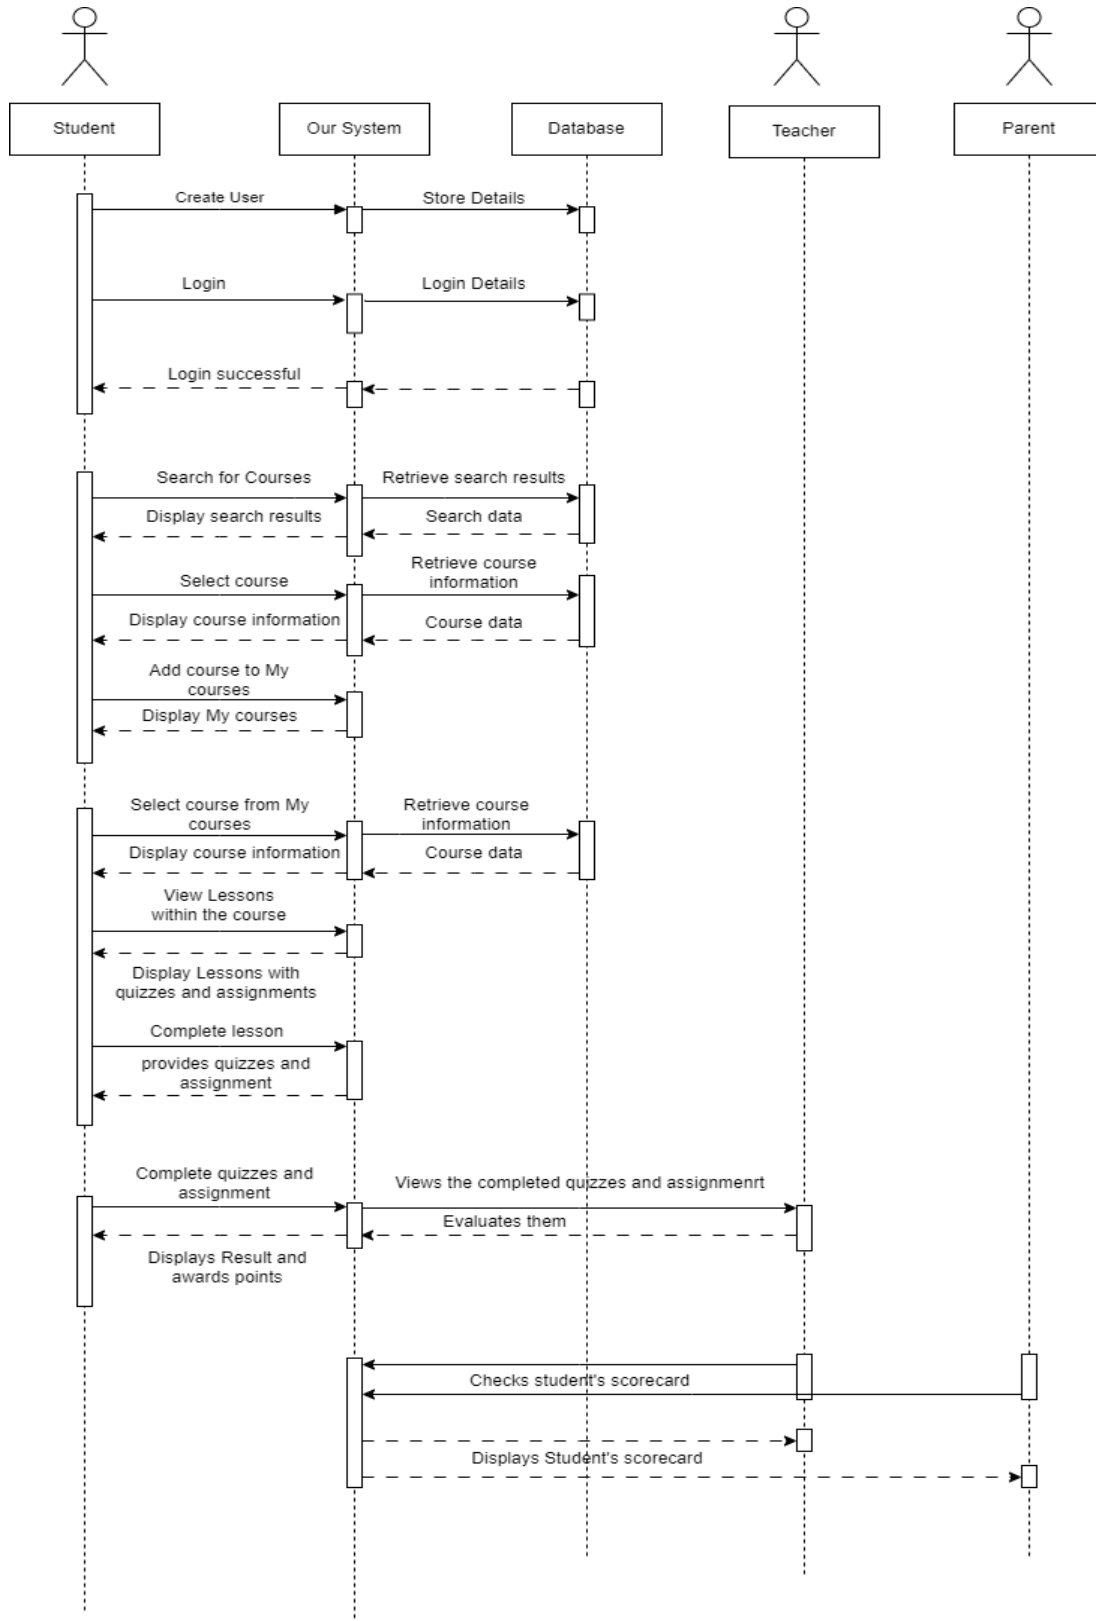 Student
Our System
Database
Teacher
Parent
Create User
Store Details
Login
Login Details
Login successful
Search for Courses
Retrieve search results
Display search results
Search data
Retrieve course
information
Select course
Display course information
Course data
Add course to My
courses
Display My courses
Select course from My
courses
Retrieve course
information
Display course information
Course data
View Lessons
within the course
Display Lessons with
quizzes and assignments
Complete lesson
provides quizzes and
assignment
Complete quizzes and
assignment
Views the completed quizzes and assignmenrt
Evaluates them
Displays Result and
awards points
Checks student's scorecard
Displays Student's scorecard